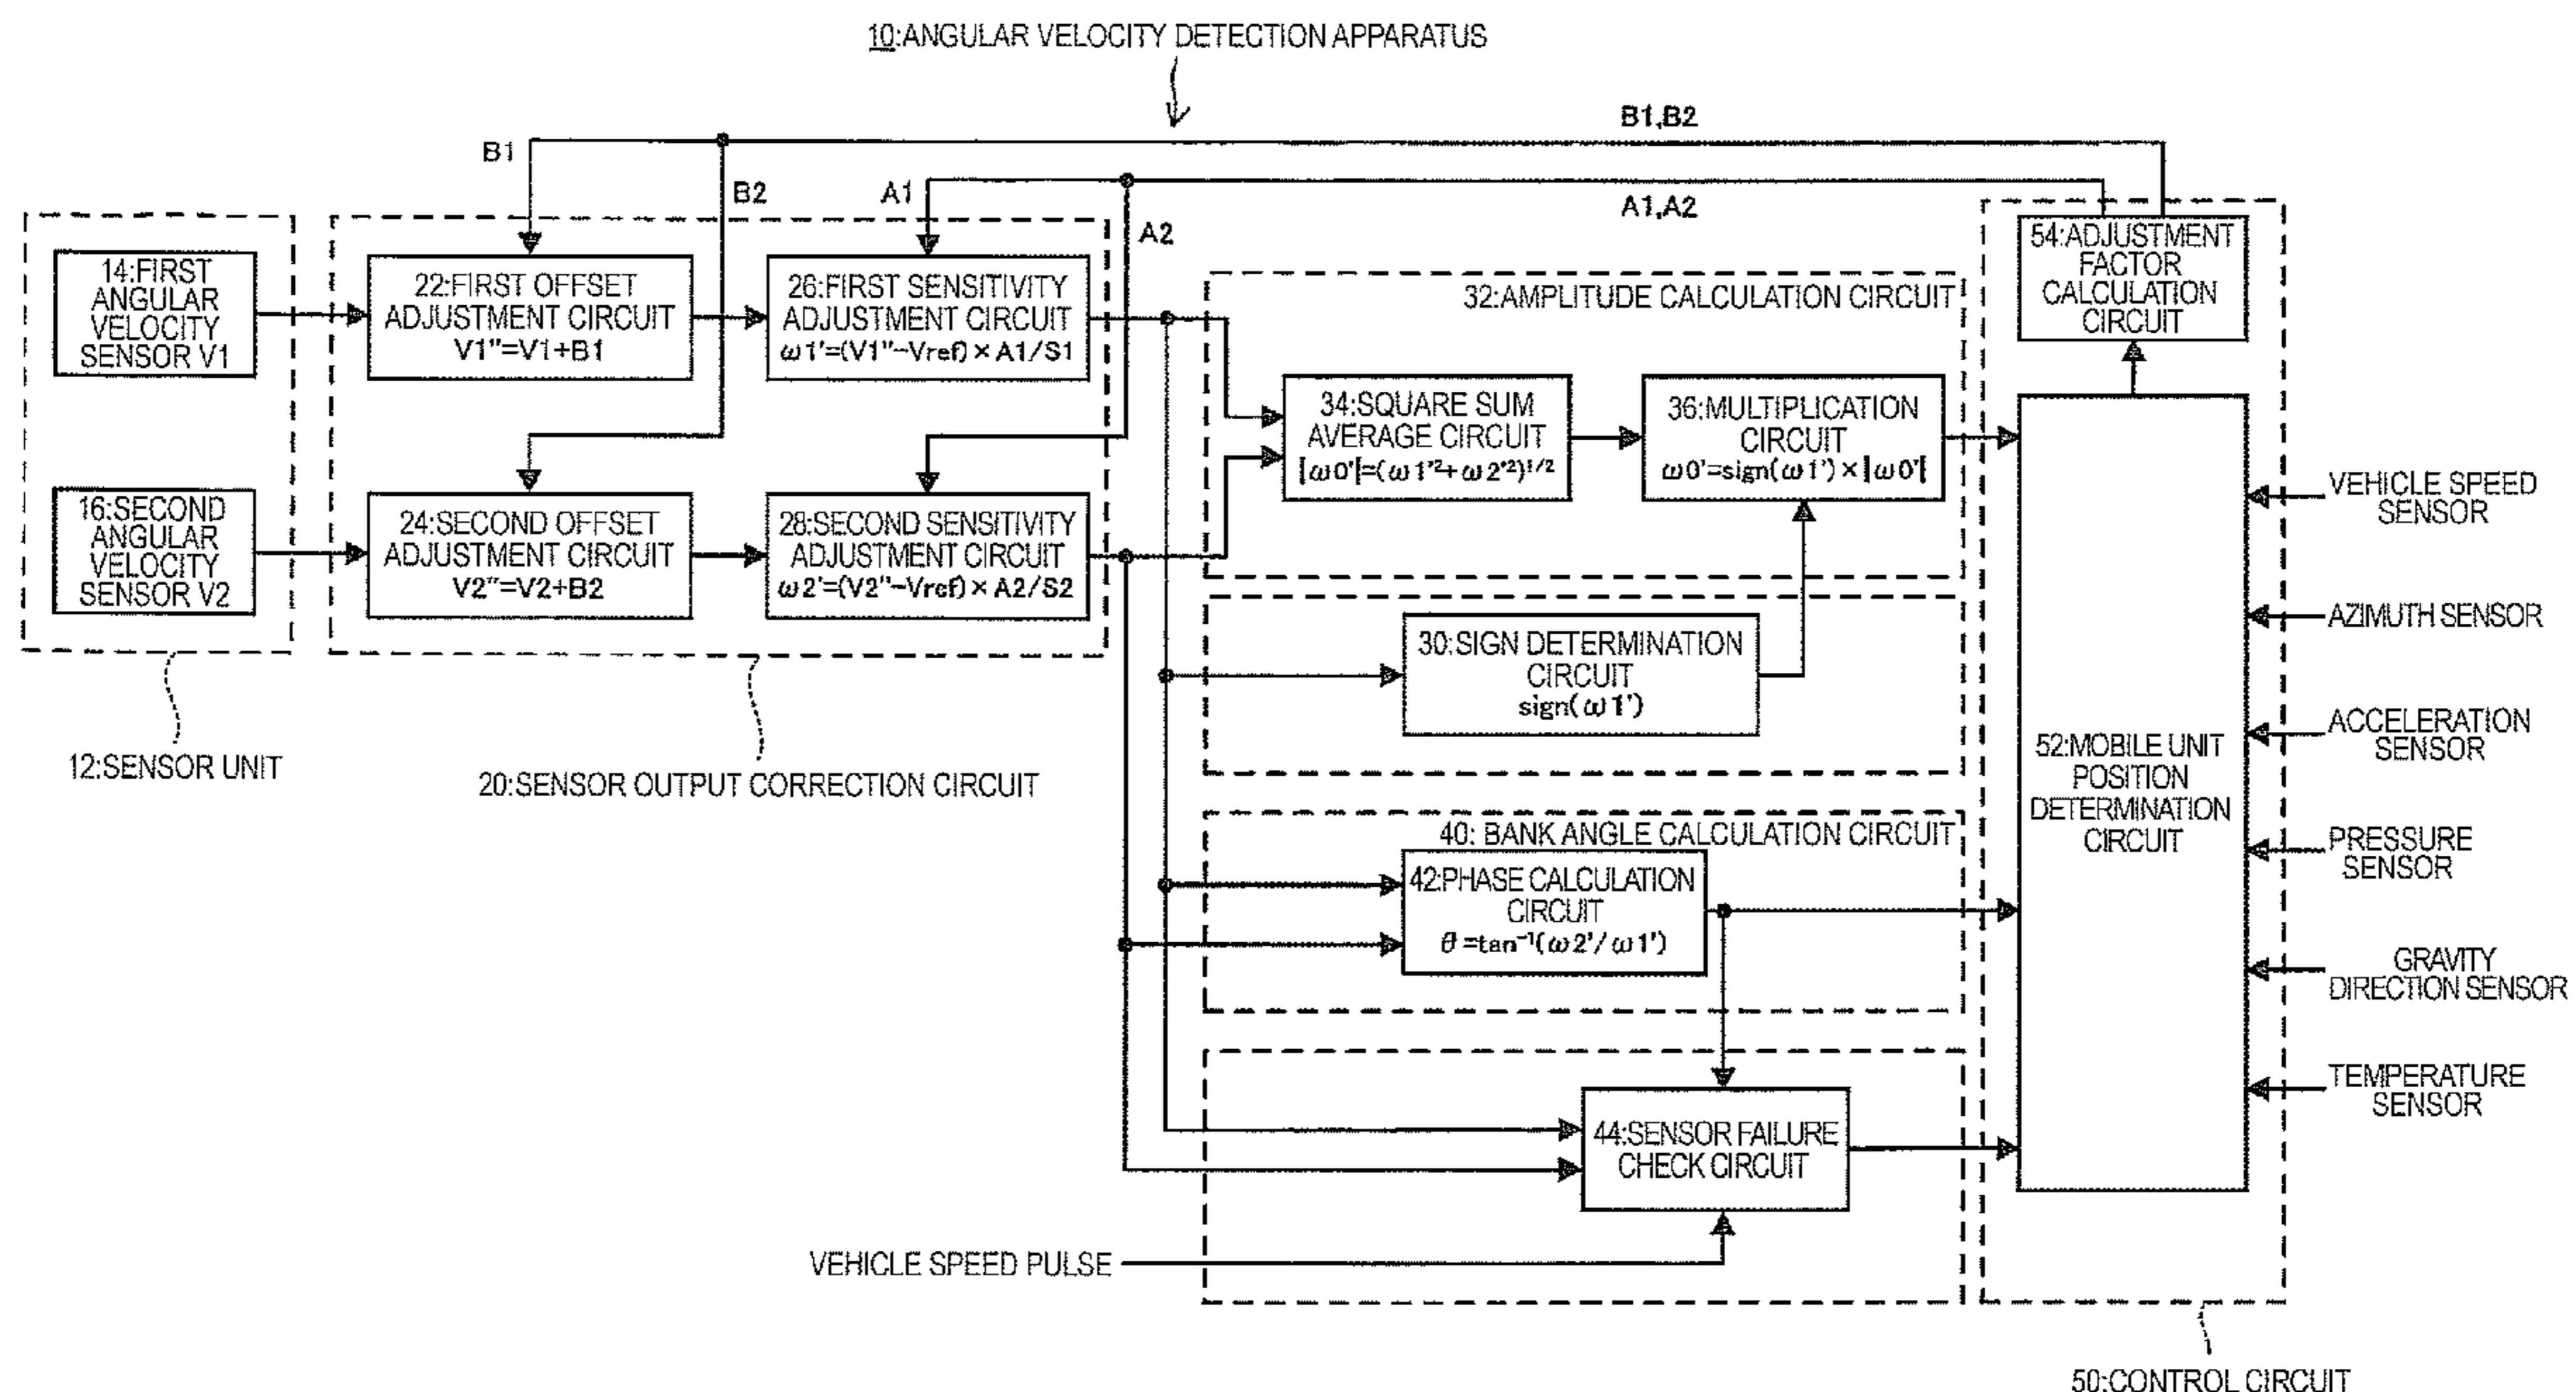 10:ANGULAR VELOCITY DETECTION APPARATUS
B1,B2
B1
B2
A1
A2
A1,A2
14:FIRST
ANGULAR
VELOCITY
SENSOR V1
22:FIRST OFFSET
ADJUSTMENT CIRCUIT
V1''=V1+B1
26:FIRST SENSITIVITY
ADJUSTMENT CIRCUIT
ω1'=(V1''-Vref)×A1/S1
16:SECOND
ANGULAR
VELOCITY
SENSOR V2
24:SECOND OFFSET
ADJUSTMENT CIRCUIT
V2''=V2+B2
28:SECOND SENSITIVITY
ADJUSTMENT CIRCUIT
ω2'=(V2''-Vref)×A2/S2
12:SENSOR UNIT
20:SENSOR OUTPUT CORRECTION CIRCUIT
32:AMPLITUDE CALCULATION CIRCUIT
34:SQUARE SUM
AVERAGE CIRCUIT
|ω0'|=(ω1'²+ω2'²)¹/²
36:MULTIPLICATION
CIRCUIT
ω0'=sign(ω1')×|ω0'|
30:SIGN DETERMINATION
CIRCUIT
sign(ω1')
40: BANK ANGLE CALCULATION CIRCUIT
42:PHASE CALCULATION
CIRCUIT
θ=tan⁻¹(ω2'/ω1')
44:SENSOR FAILURE
CHECK CIRCUIT
VEHICLE SPEED PULSE
54:ADJUSTMENT
FACTOR
CALCULATION
CIRCUIT
52:MOBILE UNIT
POSITION
DETERMINATION
CIRCUIT
VEHICLE SPEED
SENSOR
AZIMUTH SENSOR
ACCELERATION
SENSOR
PRESSURE
SENSOR
GRAVITY
DIRECTION SENSOR
TEMPERATURE
SENSOR
50:CONTROL CIRCUIT